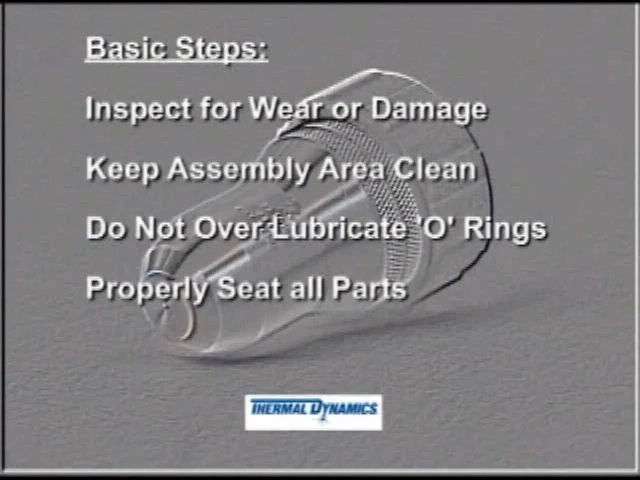 Basic Steps:
Inspect for Wear or Damage
Keep Assembly Area Clean
Do Not Over Lubricate 'O' Rings
Properly Seat all Parts
THERMAL DYNAMICS